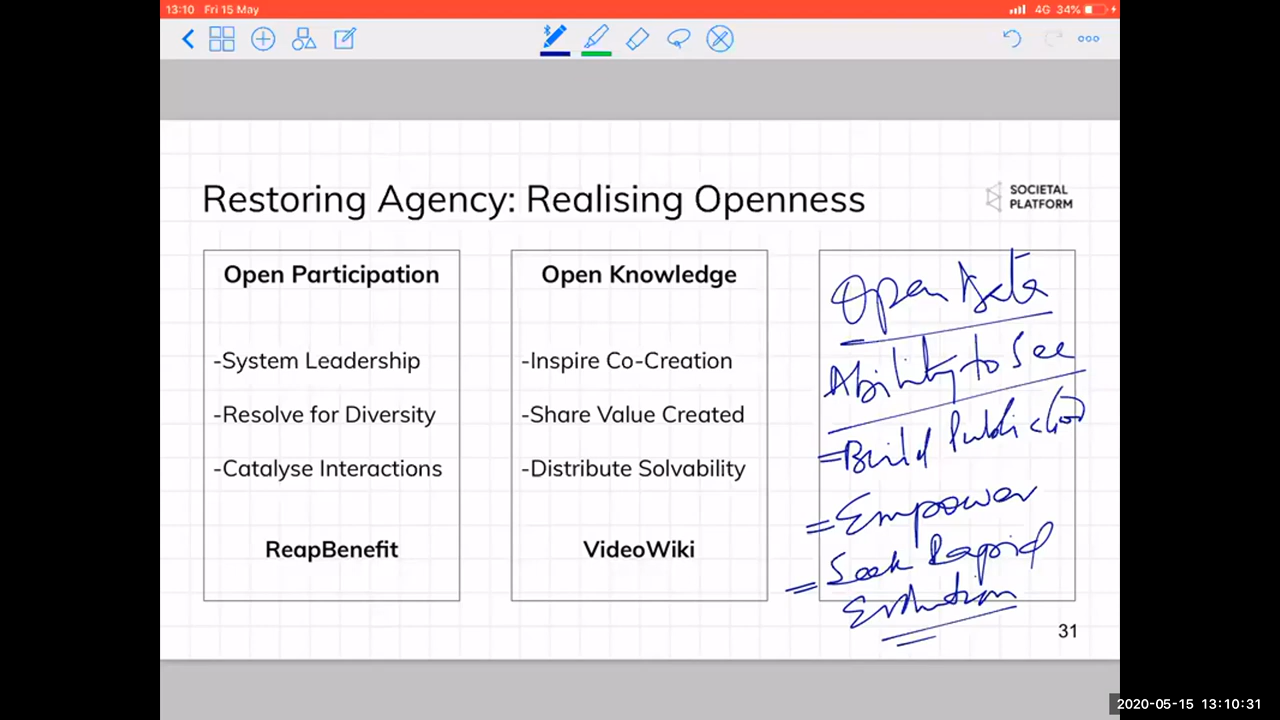 13:10 Fri 15 May
4G 34%
Restoring Agency: Realising Openness
SOCIETAL
PLATFORM
Open Participation
-System Leadership
-Resolve for Diversity
-Catalyse Interactions
ReapBenefit
Open Knowledge
-Inspire Co-Creation
-Share Value Created
-Distribute Solvability
VideoWiki
Open Data
Ability to See
=Build Public
=Empower
=Seek Rapid
Evolution
31
2020-05-15 13:10:31